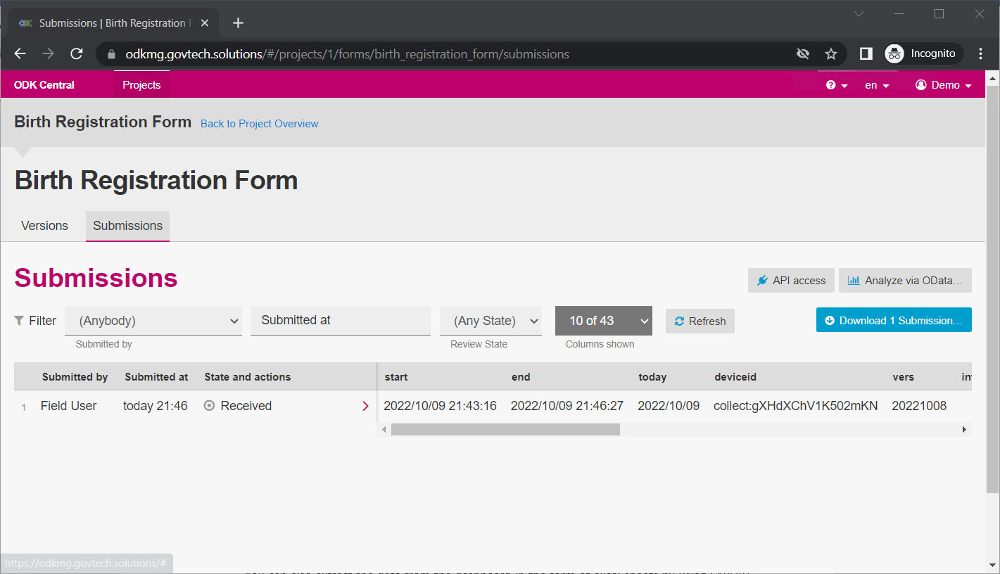 Submissions | Birth Registration F
odkmg.govtech.solutions/#/projects/1/forms/birth_registration_form/submissions
Incognito
ODK Central
Projects
en
Demo
Birth Registration Form
Back to Project Overview
Birth Registration Form
Versions
Submissions
Submissions
API access
Analyze via OData...
Filter
(Anybody)
Submitted at
(Any State)
10 of 43
Refresh
Download 1 Submission...
Submitted by
Review State
Columns shown
Submitted by Submitted at State and actions start end today deviceid vers in
1 Field User today 21:46 Received 2022/10/09 21:43:16 2022/10/09 21:46:27 2022/10/09 collect:gXHdXChV1K502mKN 20221008
https://odkmg.govtech.solutions/#